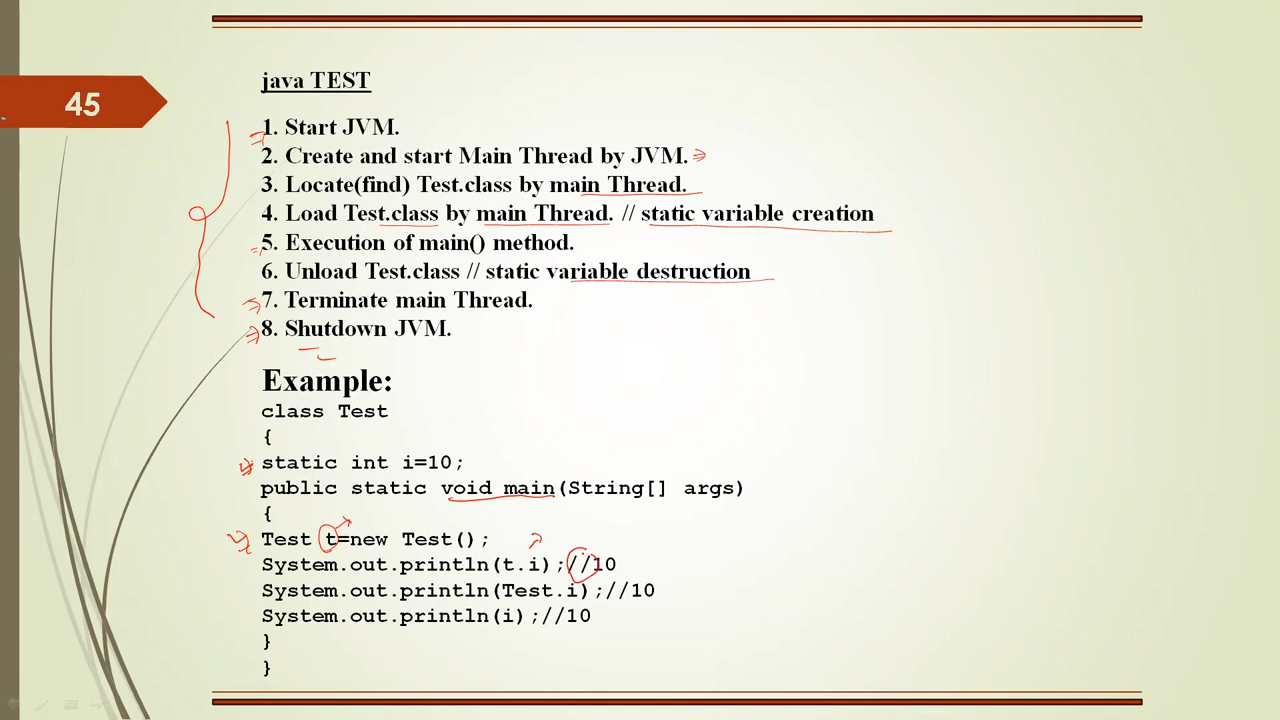 45
java TEST
1. Start JVM.
2. Create and start Main Thread by JVM.
3. Locate(find) Test.class by main Thread.
4. Load Test.class by main Thread. // static variable creation
5. Execution of main() method.
6. Unload Test.class // static variable destruction
7. Terminate main Thread.
8. Shutdown JVM.
Example:
class Test
{
static int i=10;
public static void main(String[] args)
{
Test t=new Test();
System.out.println(t.i);//10
System.out.println(Test.i);//10
System.out.println(i);//10
}
}